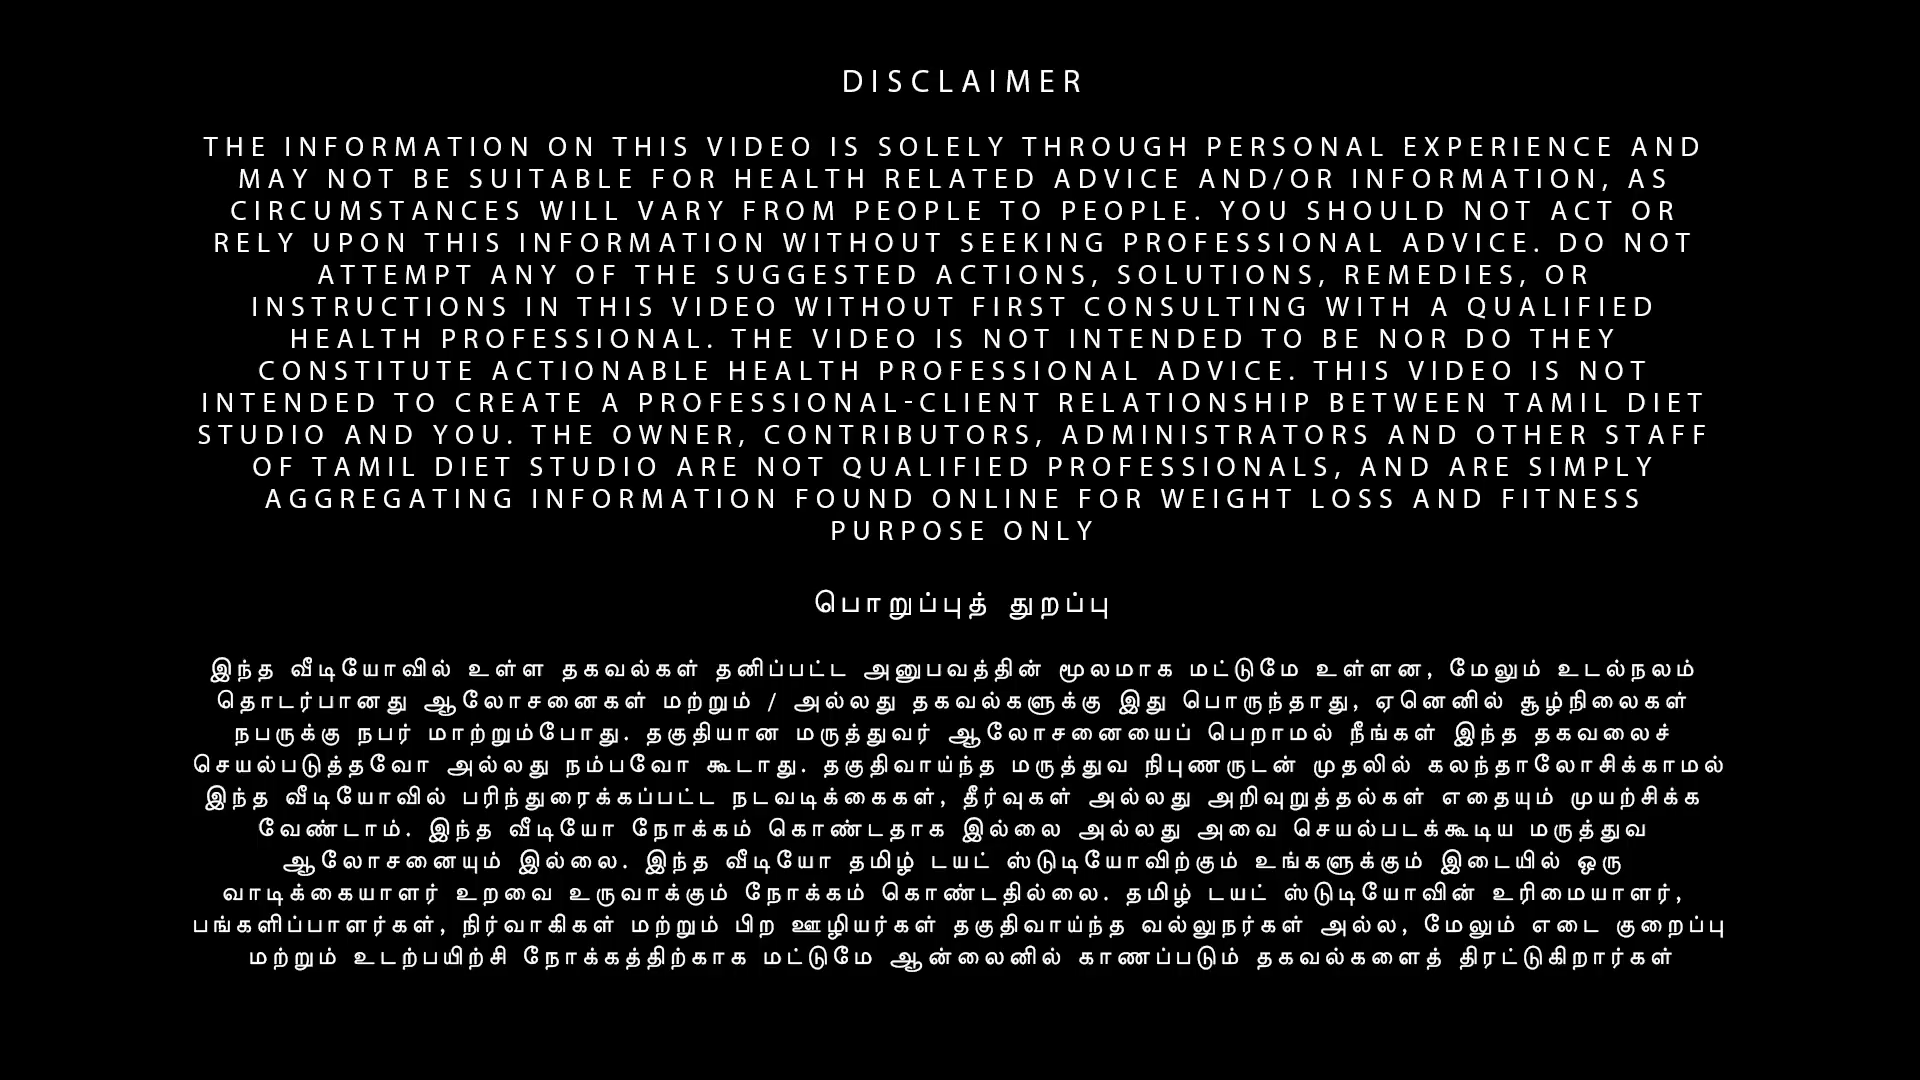 DISCLAIMER
THE INFORMATION ON THIS VIDEO IS SOLELY THROUGH PERSONAL EXPERIENCE AND
MAY NOT BE SUITABLE FOR HEALTH RELATED ADVICE AND/OR INFORMATION, AS
CIRCUMSTANCES WILL VARY FROM PEOPLE TO PEOPLE. YOU SHOULD NOT ACT OR
RELY UPON THIS INFORMATION WITHOUT SEEKING PROFESSIONAL ADVICE. DO NOT
ATTEMPT ANY OF THE SUGGESTED ACTIONS, SOLUTIONS, REMEDIES, OR
INSTRUCTIONS IN THIS VIDEO WITHOUT FIRST CONSULTING WITH A QUALIFIED
HEALTH PROFESSIONAL. THE VIDEO IS NOT INTENDED TO BE NOR DO THEY
CONSTITUTE ACTIONABLE HEALTH PROFESSIONAL ADVICE. THIS VIDEO IS NOT
INTENDED TO CREATE A PROFESSIONAL-CLIENT RELATIONSHIP BETWEEN TAMIL DIET
STUDIO AND YOU. THE OWNER, CONTRIBUTORS, ADMINISTRATORS AND OTHER STAFF
OF TAMIL DIET STUDIO ARE NOT QUALIFIED PROFESSIONALS, AND ARE SIMPLY
AGGREGATING INFORMATION FOUND ONLINE FOR WEIGHT LOSS AND FITNESS
PURPOSE ONLY
பொறுப்புத் துறப்பு
இந்த வீடியோவில் உள்ள தகவல்கள் தனிப்பட்ட அனுபவத்தின் மூலமாக மட்டுமே உள்ளன, மேலும் உடல்நலம்
தொடர்பானது ஆலோசனைகள் மற்றும் / அல்லது தகவல்களுக்கு இது பொருந்தாது, ஏனெனில் சூழ்நிலைகள்
நபருக்கு நபர் மாற்றும்போது. தகுதியான மருத்துவர் ஆலோசனையைப் பெறாமல் நீங்கள் இந்த தகவலைச்
செயல்படுத்தவோ அல்லது நம்பவோ கூடாது. தகுதிவாய்ந்த மருத்துவ நிபுணருடன் முதலில் கலந்தாலோசிக்காமல்
இந்த வீடியோவில் பரிந்துரைக்கப்பட்ட நடவடிக்கைகள், தீர்வுகள் அல்லது அறிவுறுத்தல்கள் எதையும் முயற்சிக்க
வேண்டாம். இந்த வீடியோ நோக்கம் கொண்டதாக இல்லை அல்லது அவை செயல்படக்கூடிய மருத்துவ
ஆலோசனையும் இல்லை. இந்த வீடியோ தமிழ் டயட் ஸ்டுடியோவிற்கும் உங்களுக்கும் இடையில் ஒரு
வாடிக்கையாளர் உறவை உருவாக்கும் நோக்கம் கொண்டதில்லை. தமிழ் டயட் ஸ்டுடியோவின் உரிமையாளர்,
பங்களிப்பாளர்கள், நிர்வாகிகள் மற்றும் பிற ஊழியர்கள் தகுதிவாய்ந்த வல்லுநர்கள் அல்ல, மேலும் எடை குறைப்பு
மற்றும் உடற்பயிற்சி நோக்கத்திற்காக மட்டுமே ஆன்லைனில் காணப்படும் தகவல்களைத் திரட்டுகிறார்கள்